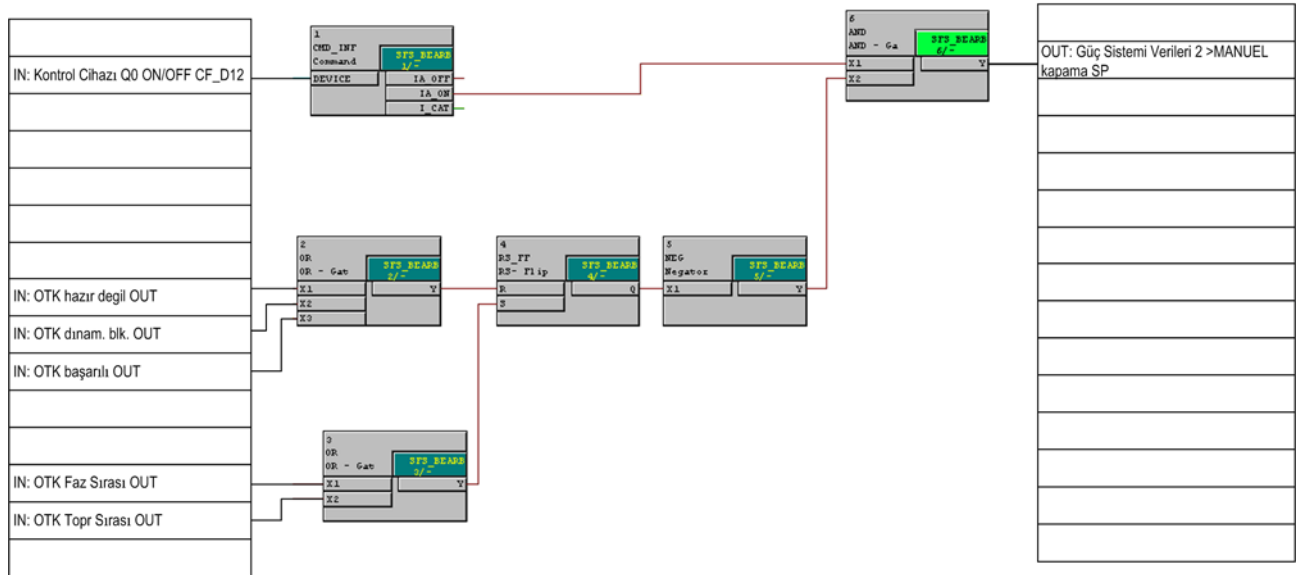 IN: Kontrol Cihazı Q0 ON/OFF CF_D12
IN: OTK hazır degil OUT
IN: OTK dınam. blk. OUT
IN: OTK başarılı OUT
IN: OTK Faz Sırası OUT
IN: OTK Topr Sırası OUT
1
CMD_INF
Command
SFS_BEARB
1/-
DEVICE
IA_OFF
IA_ON
I_CAT
2
OR
OR - Gat
SFS_BEARB
2/-
X1
Y
X2
X3
3
OR
OR - Gat
SFS_BEARB
3/-
X1
Y
X2
4
RS_FF
RS- Flip
SFS_BEARB
4/-
R
Q
S
5
NEG
Negator
SFS_BEARB
5/-
X1
Y
6
AND
AND - Ga
SFS_BEARB
6/-
X1
Y
X2
OUT: Güç Sistemi Verileri 2 >MANUEL
kapama SP